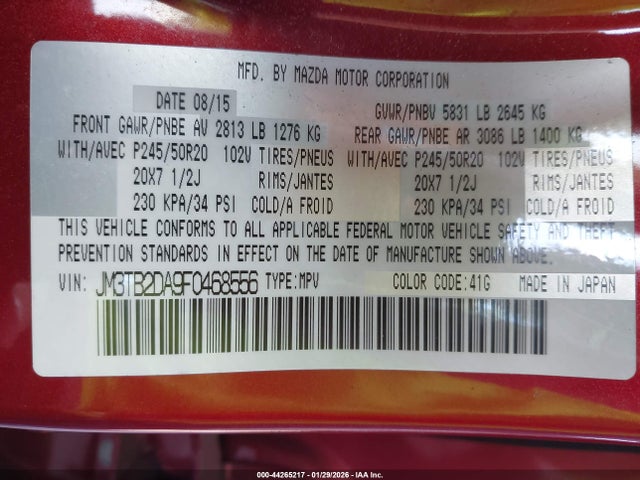 MFD. BY MAZDA MOTOR CORPORATION
DATE 08/15 GVWR/PNBV 5831 LB 2645 KG
FRONT GAWR/PNBE AV 2813 LB 1276 KG REAR GAWR/PNBE AR 3086 LB 1400 KG
WITH/AVEC P245/50R20 102V TIRES/PNEUS WITH/AVEC P245/50R20 102V TIRES/PNEUS
20X7 1/2J RIMS/JANTES 20X7 1/2J RIMS/JANTES
230 KPA/34 PSI COLD/A FROID 230 KPA/34 PSI COLD/A FROID
THIS VEHICLE CONFORMS TO ALL APPLICABLE FEDERAL MOTOR VEHICLE SAFETY AND THEFT
PREVENTION STANDARDS IN EFFECT ON THE DATE OF MANUFACTURE SHOWN ABOVE.
VIN: JM3TB2DA9F0468556 TYPE:MPV COLOR CODE:41G MADE IN JAPAN
000-44265217 - 01/29/2026 - IAA Inc.